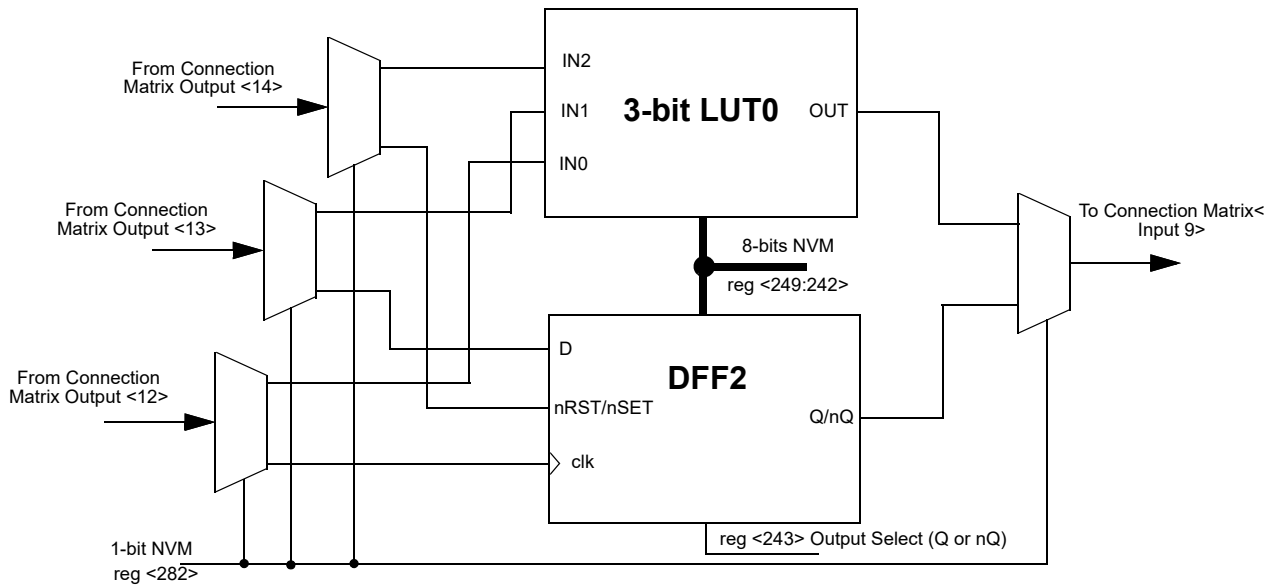 From Connection
Matrix Output <14>
IN2
IN1
3-bit LUT0
OUT
IN0
From Connection
Matrix Output <13>
To Connection Matrix<
Input 9>
8-bits NVM
reg <249:242>
D
DFF2
From Connection
Matrix Output <12>
nRST/nSET
Q/nQ
clk
reg <243> Output Select (Q or nQ)
1-bit NVM
reg <282>